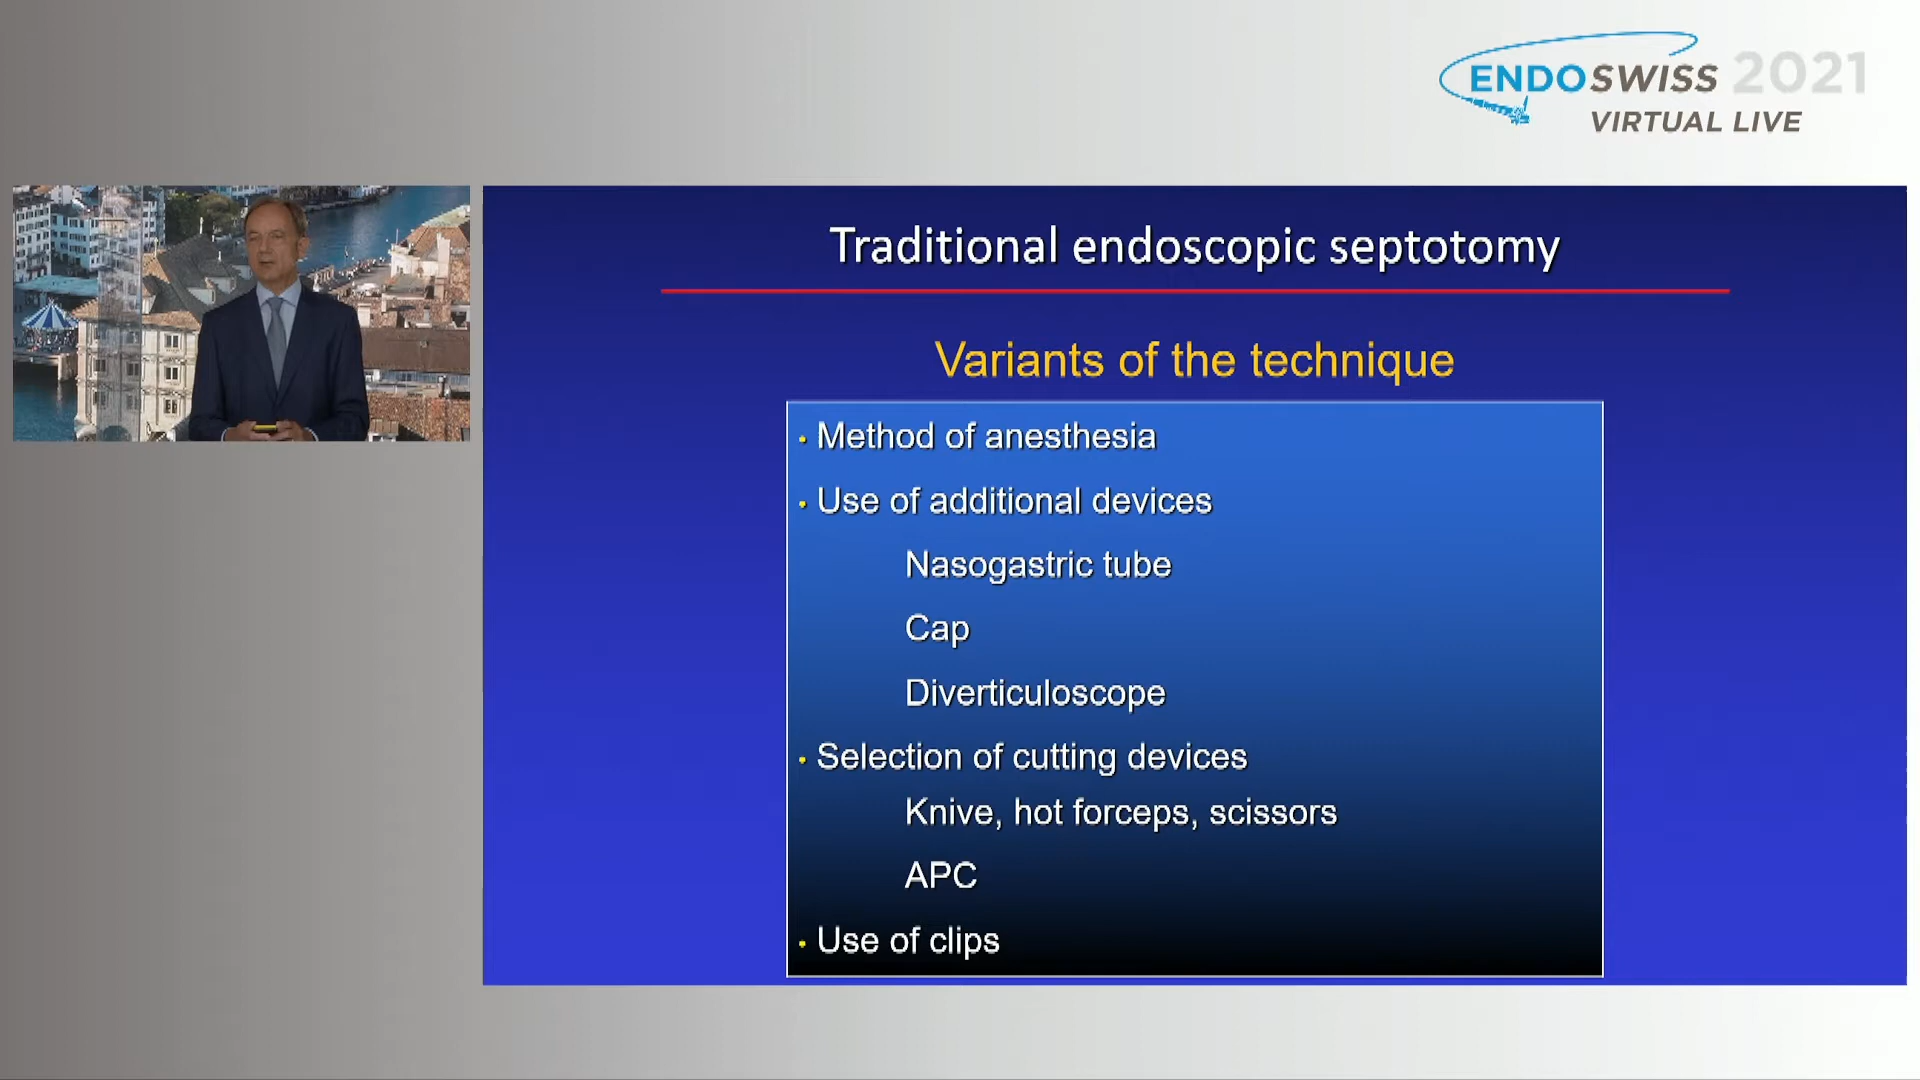 ENDOSWISS 2021
VIRTUAL LIVE
Traditional endoscopic septotomy
Variants of the technique
• Method of anesthesia
• Use of additional devices
Nasogastric tube
Cap
Diverticuloscope
• Selection of cutting devices
Knive, hot forceps, scissors
APC
• Use of clips